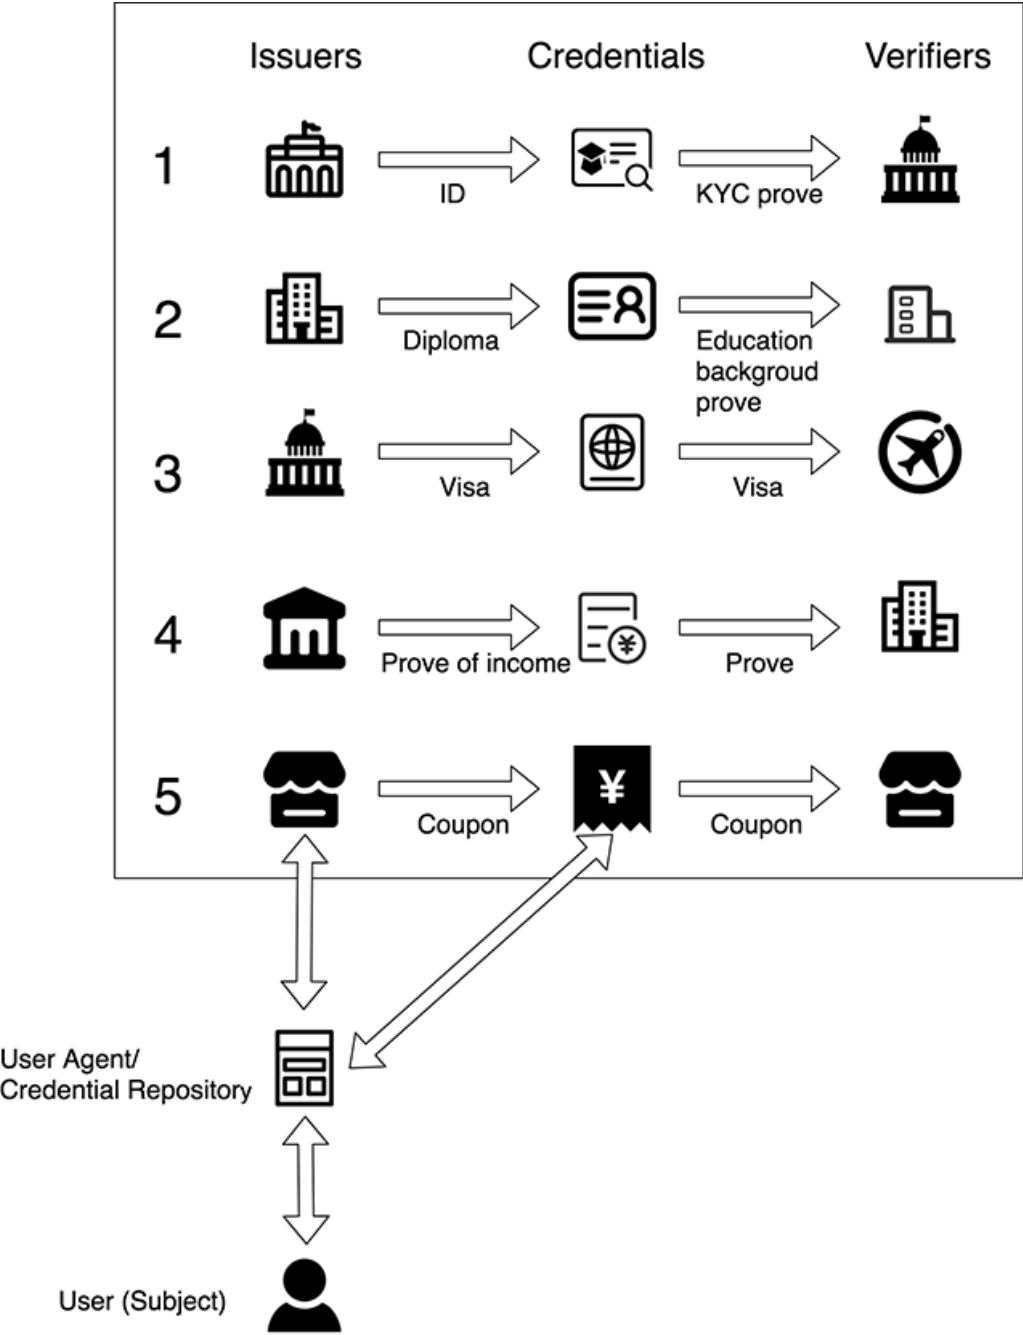 Issuers Credentials Verifiers
1
ID
KYC prove
2
Diploma
Education
backgroud
prove
3
Visa
Visa
4
Prove of income
¥
Prove
5
Coupon
¥
Coupon
User Agent/
Credential Repository
User (Subject)